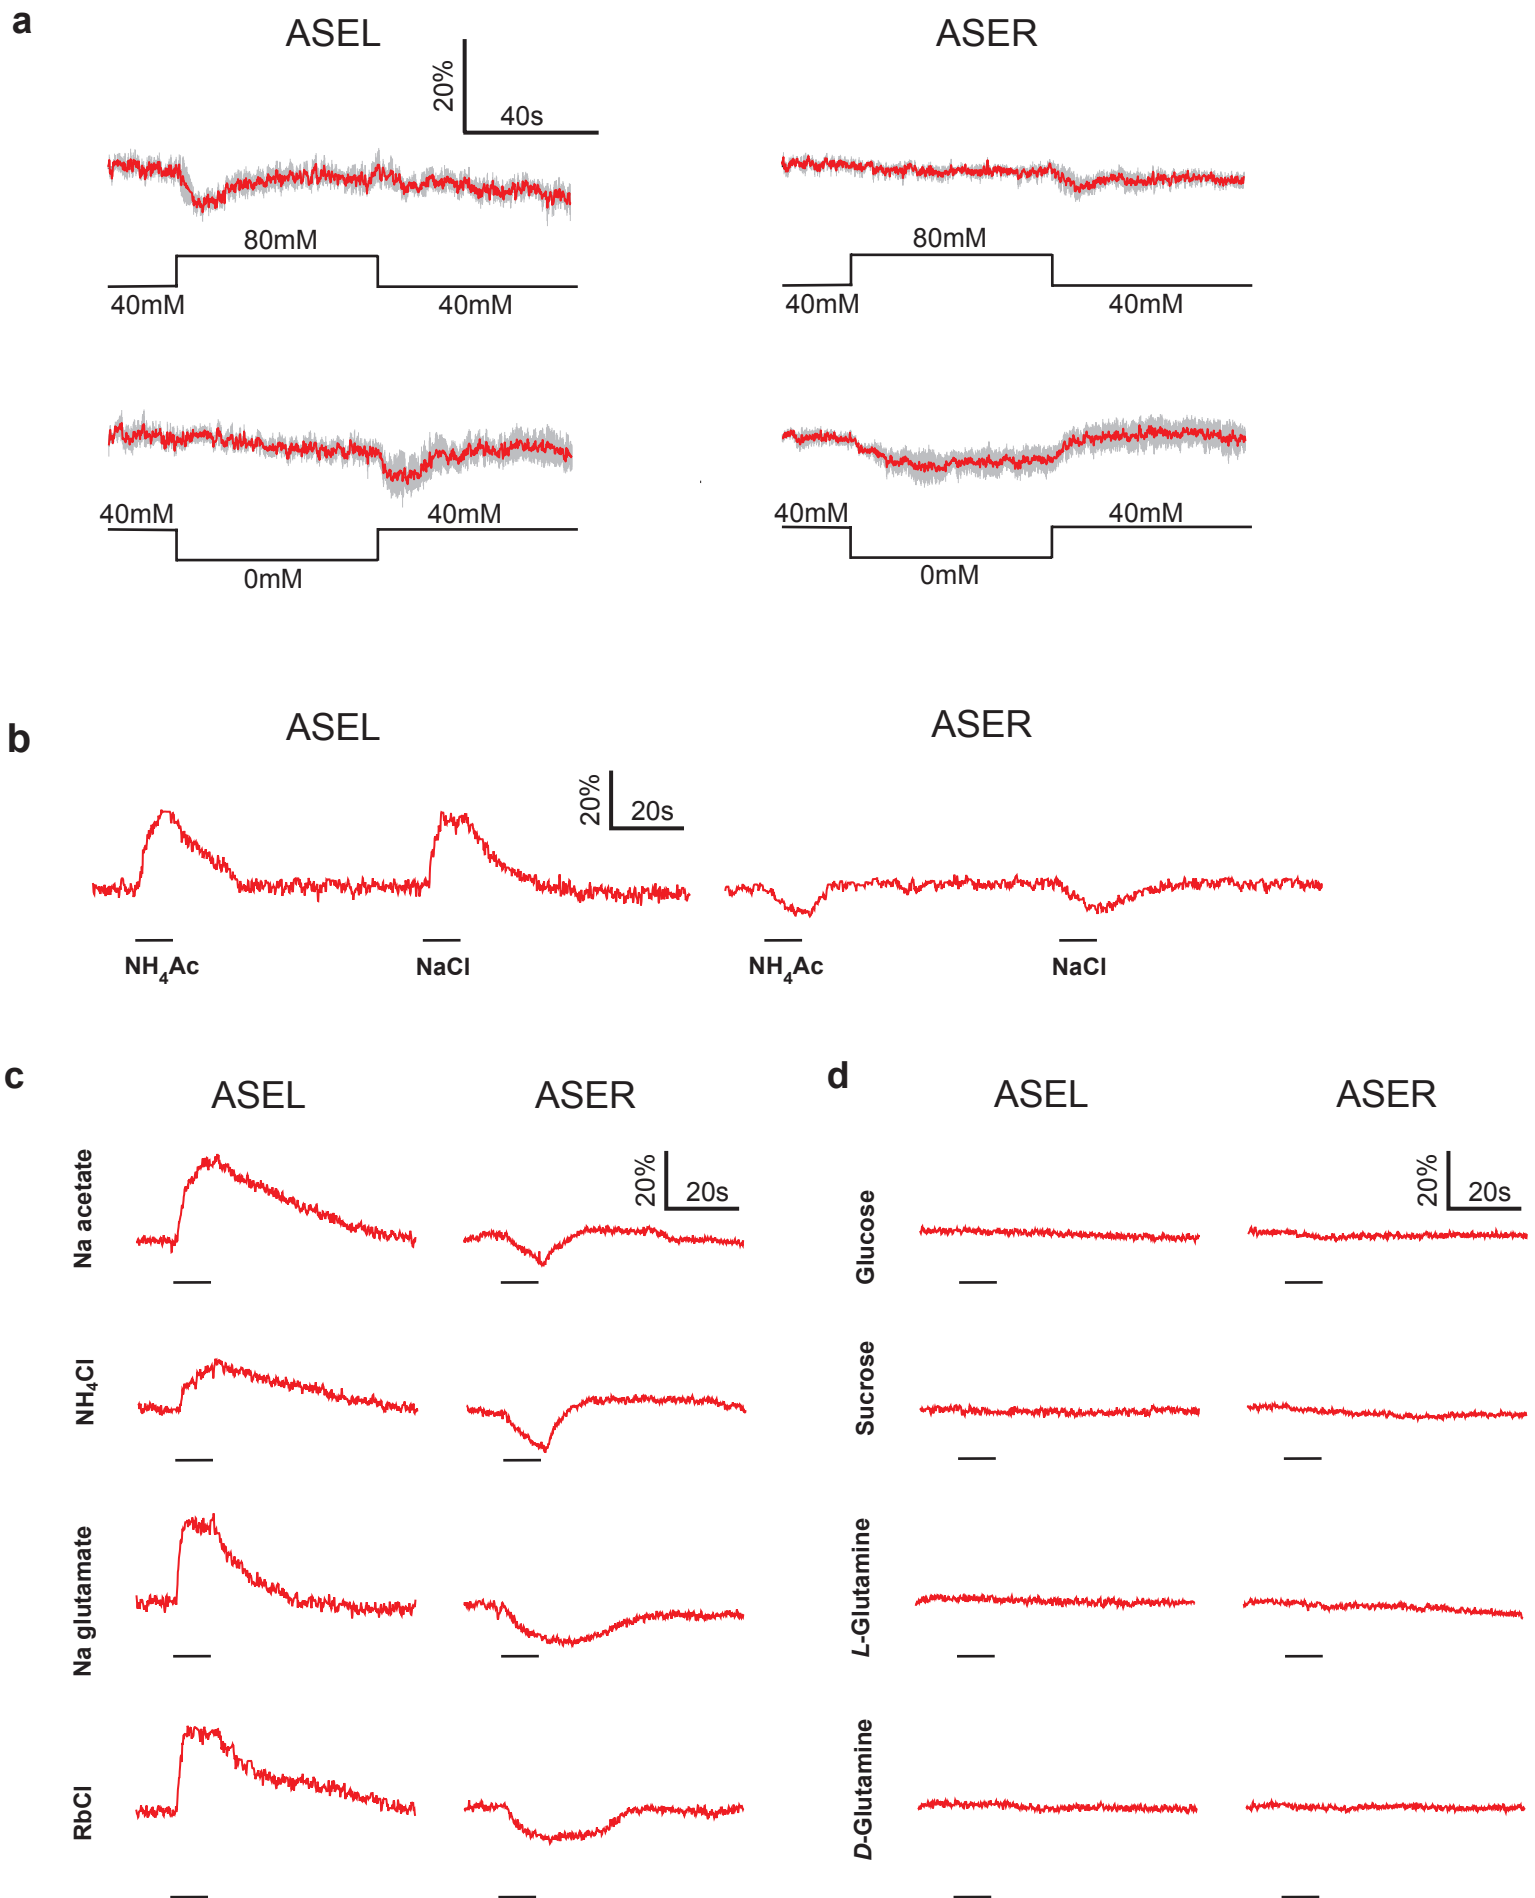 a
ASEL
ASER
20%
40s
80mM
80mM
40mM
40mM
40mM
40mM
40mM
40mM
40mM
40mM
0mM
0mM
b
ASEL
ASER
20%
20s
NH4Ac
NaCl
NH4Ac
NaCl
c
ASEL
ASER
d
ASEL
ASER
Na acetate
20%
20s
Glucose
20%
20s
NH4Cl
Sucrose
Na glutamate
L-Glutamine
RbCl
D-Glutamine